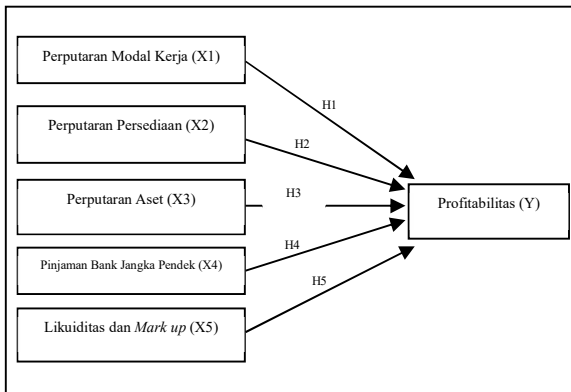 Perputaran Modal Kerja (X1)
H1
Perputaran Persediaan (X2)
H2
Perputaran Aset (X3)
H3
Profitabilitas (Y)
Pinjaman Bank Jangka Pendek (X4)
H4
Likuiditas dan Mark up (X5)
H5